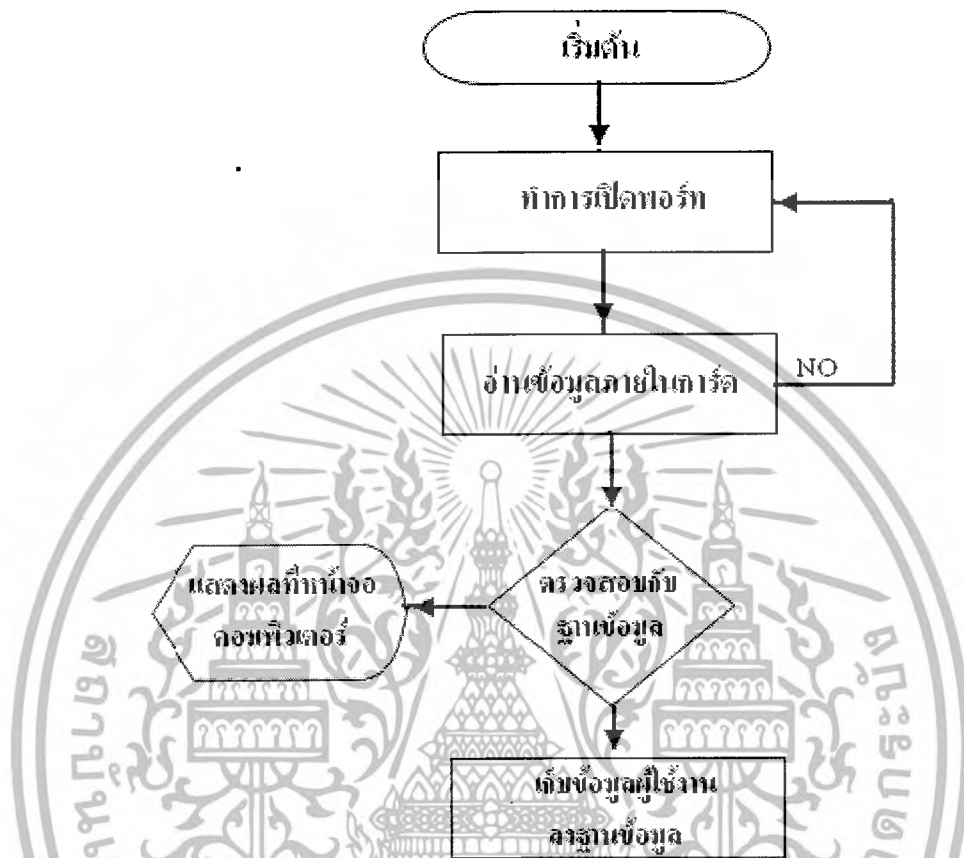 เริ่มต้น
ทำการเปิดพอร์ท
อ่านข้อมูลภายในการ์ด
NO
ตรวจสอบกับ
ฐานข้อมูล
แสดงผลที่หน้าจอ
คอมพิวเตอร์
เก็บข้อมูลผู้ใช้งาน
ลงฐานข้อมูล